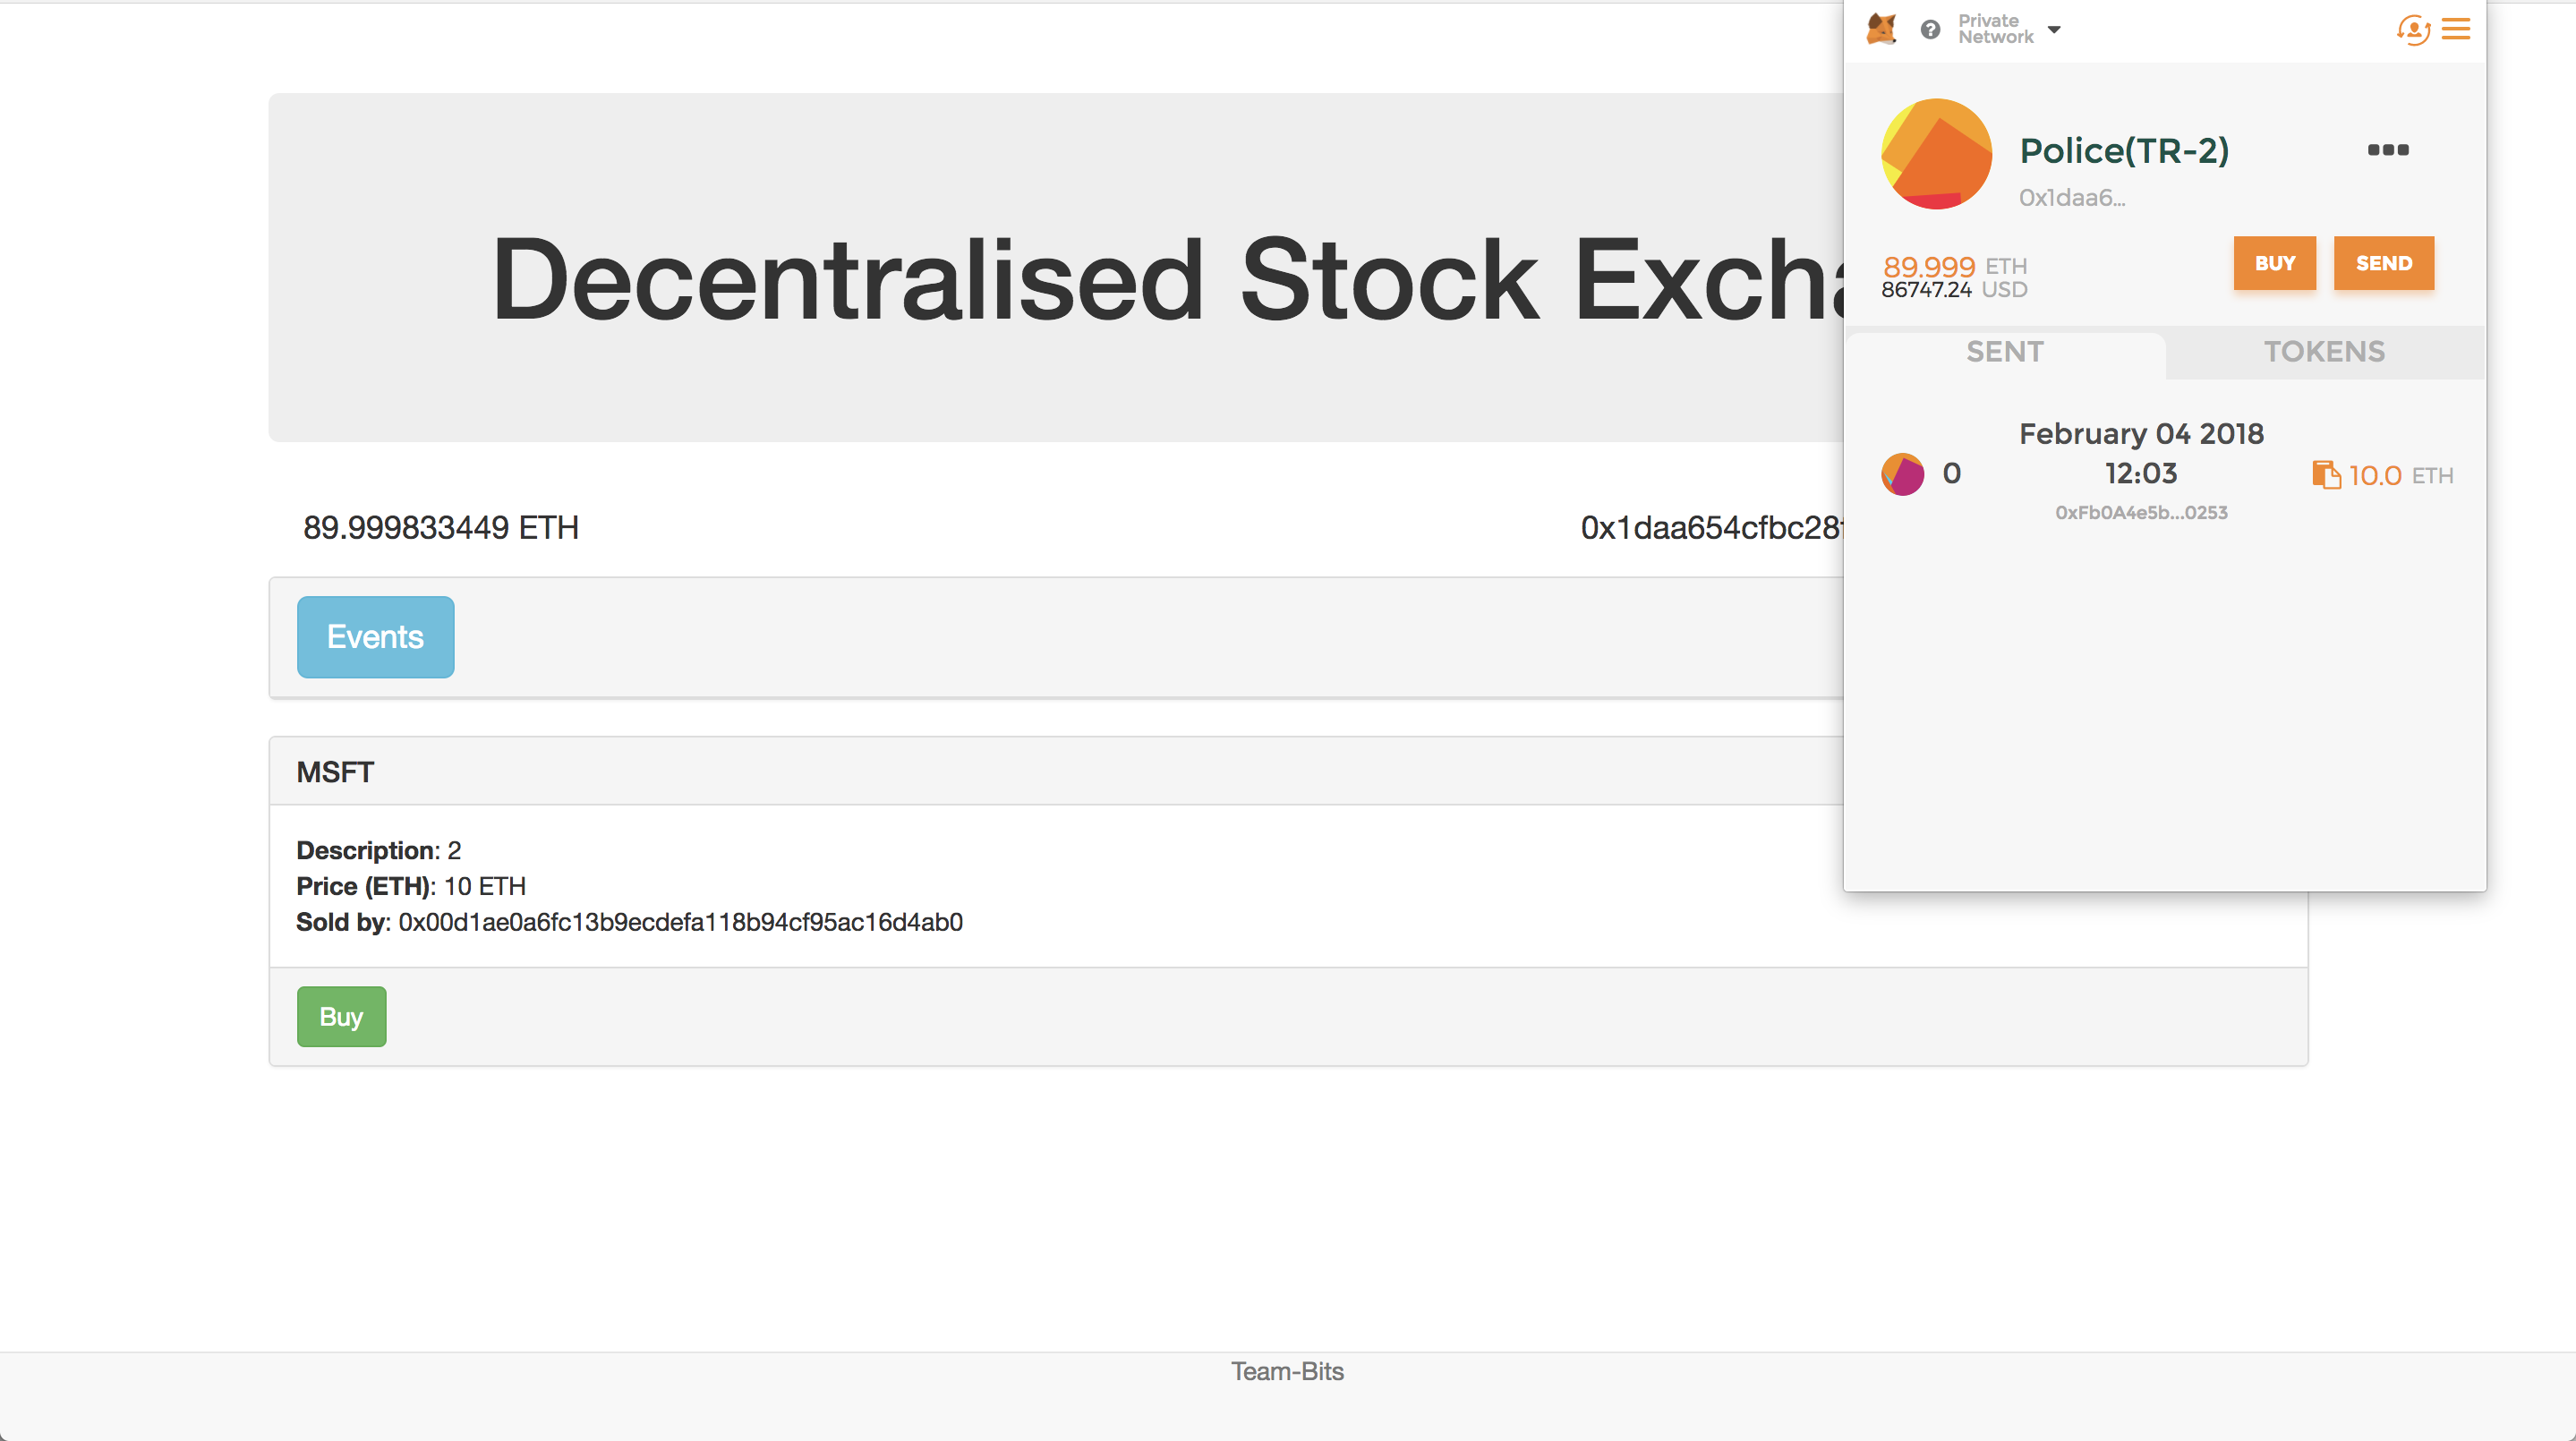 Private
Network
Police(TR-2)
0x1daa6...
89.999 ETH
86747.24 USD
BUY
SEND
SENT
TOKENS
0
February 04 2018
12:03
0xFb0A4e5b...0253
10.0 ETH
Decentralised Stock Excha
89.999833449 ETH
0x1daa654cfbc28
Events
MSFT
Description: 2
Price (ETH): 10 ETH
Sold by: 0x00d1ae0a6fc13b9ecdefa118b94cf95ac16d4ab0
Buy
Team-Bits